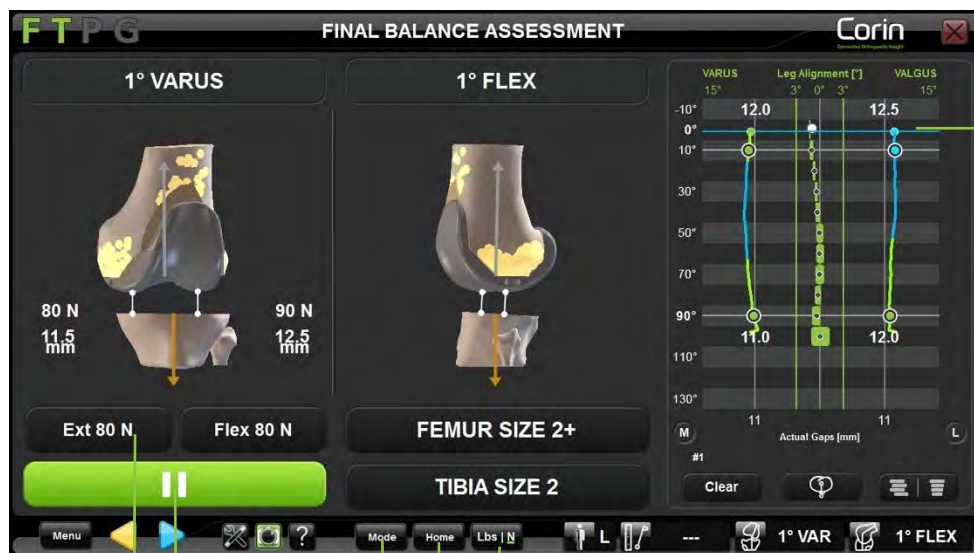 FTPG
FINAL BALANCE ASSESSMENT
Corin
Connected Orthopaedic Insight
1° VARUS
1° FLEX
80 N
11.5
mm
90 N
12.5
mm
Ext 80 N
Flex 80 N
FEMUR SIZE 2+
TIBIA SIZE 2
VARUS Leg Alignment [°] VALGUS
15° 3° 0° 3° 15°
-10° 12.0 12.5
0°
10°
30°
50°
70°
90°
11.0 12.0
110°
130°
11 11
M Actual Gaps [mm] L
#1
Clear
Menu ? Mode Home Lbs | N L --- 1° VAR 1° FLEX